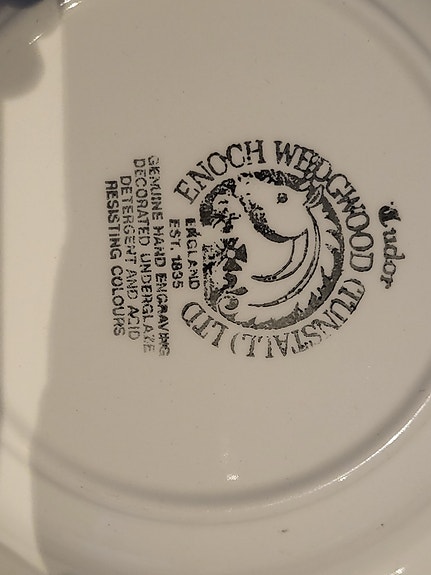 Tudor
ENOCH WEDGWOOD (TUNSTALL) LTD
ENGLAND
EST. 1835
GENUINE HAND ENGRAVING
DECORATED UNDERGLAZE
DETERGENT AND ACID
RESISTING COLOURS